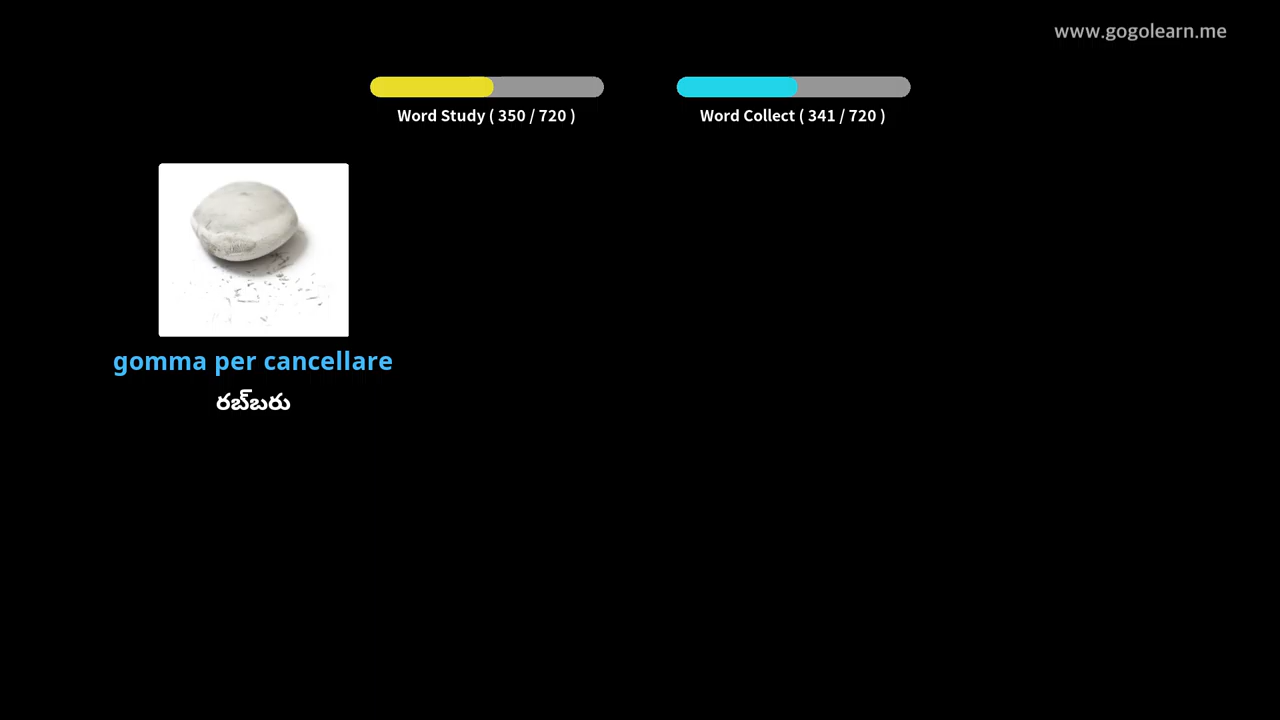 www.gogolearn.me
Word Study ( 350 / 720 )
Word Collect ( 341 / 720 )
gomma per cancellare
రబ్‌బరు